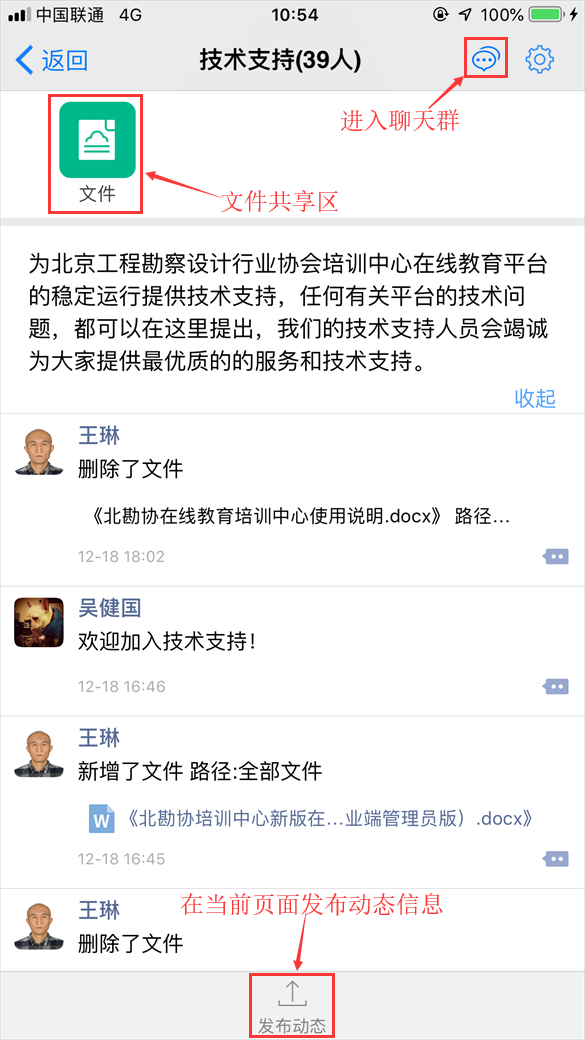 中国联通 4G 10:54 100%
返回 技术支持(39人)
进入聊天群
文件
文件共享区
为北京工程勘察设计行业协会培训中心在线教育平台
的稳定运行提供技术支持，任何有关平台的技术问
题，都可以在这里提出，我们的技术支持人员会竭诚
为大家提供最优质的的服务和技术支持。
收起
王琳
删除了文件
《北勘协在线教育培训中心使用说明.docx》 路径...
12-18 18:02
吴健国
欢迎加入技术支持！
12-18 16:46
王琳
新增了文件 路径:全部文件
W 《北勘协培训中心新版在...业端管理员版）.docx》
12-18 16:45
王琳
在当前页面发布动态信息
删除了文件
发布动态